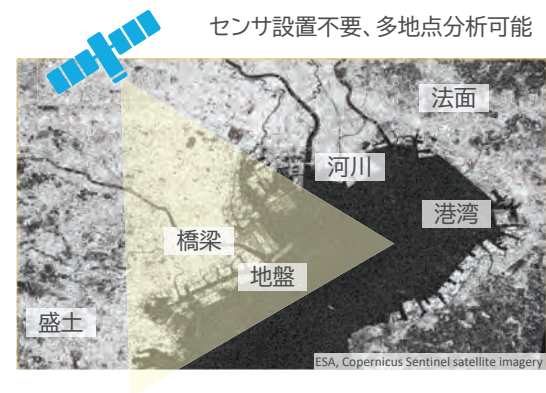 センサ設置不要、多地点分析可能
法面
河川
港湾
橋梁
地盤
盛土
ESA, Copernicus Sentinel satellite imagery